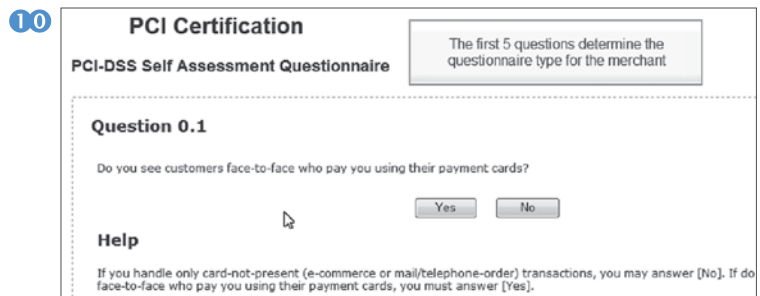 10
PCI Certification
The first 5 questions determine the
questionnaire type for the merchant
PCI-DSS Self Assessment Questionnaire
Question 0.1
Do you see customers face-to-face who pay you using their payment cards?
Yes No
Help
If you handle only card-not-present (e-commerce or mail/telephone-order) transactions, you may answer [No]. If do
face-to-face who pay you using their payment cards, you must answer [Yes].